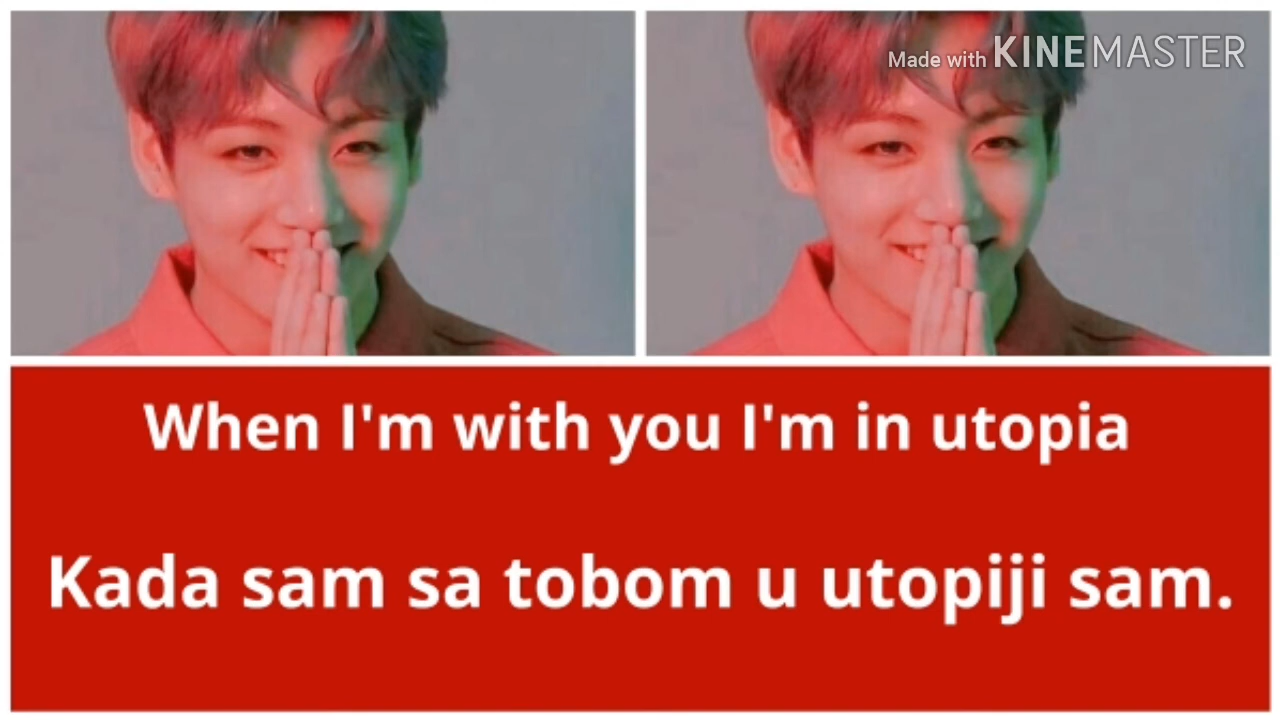 Made with KINEMASTER
When I'm with you I'm in utopia
Kada sam sa tobom u utopiji sam.